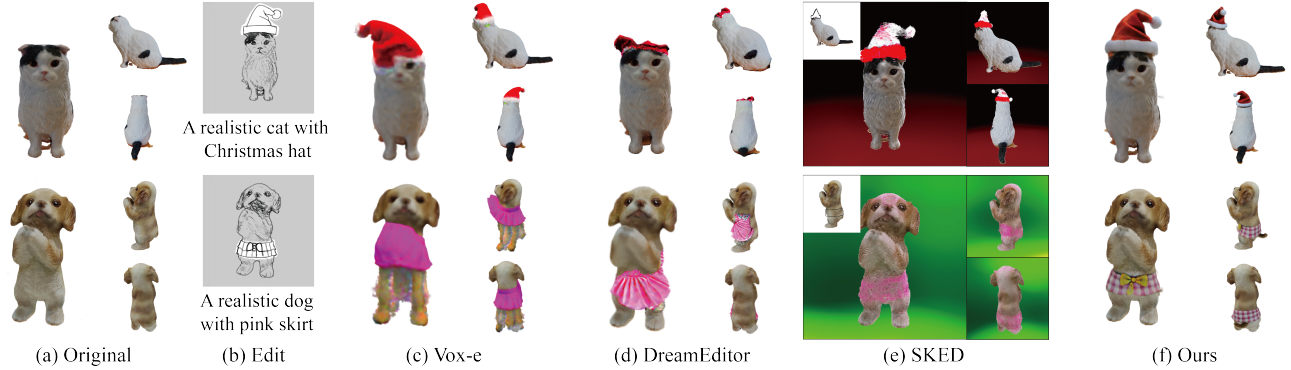 A realistic cat with
Christmas hat
A realistic dog
with pink skirt
(a) Original
(b) Edit
(c) Vox-e
(d) DreamEditor
(e) SKED
(f) Ours